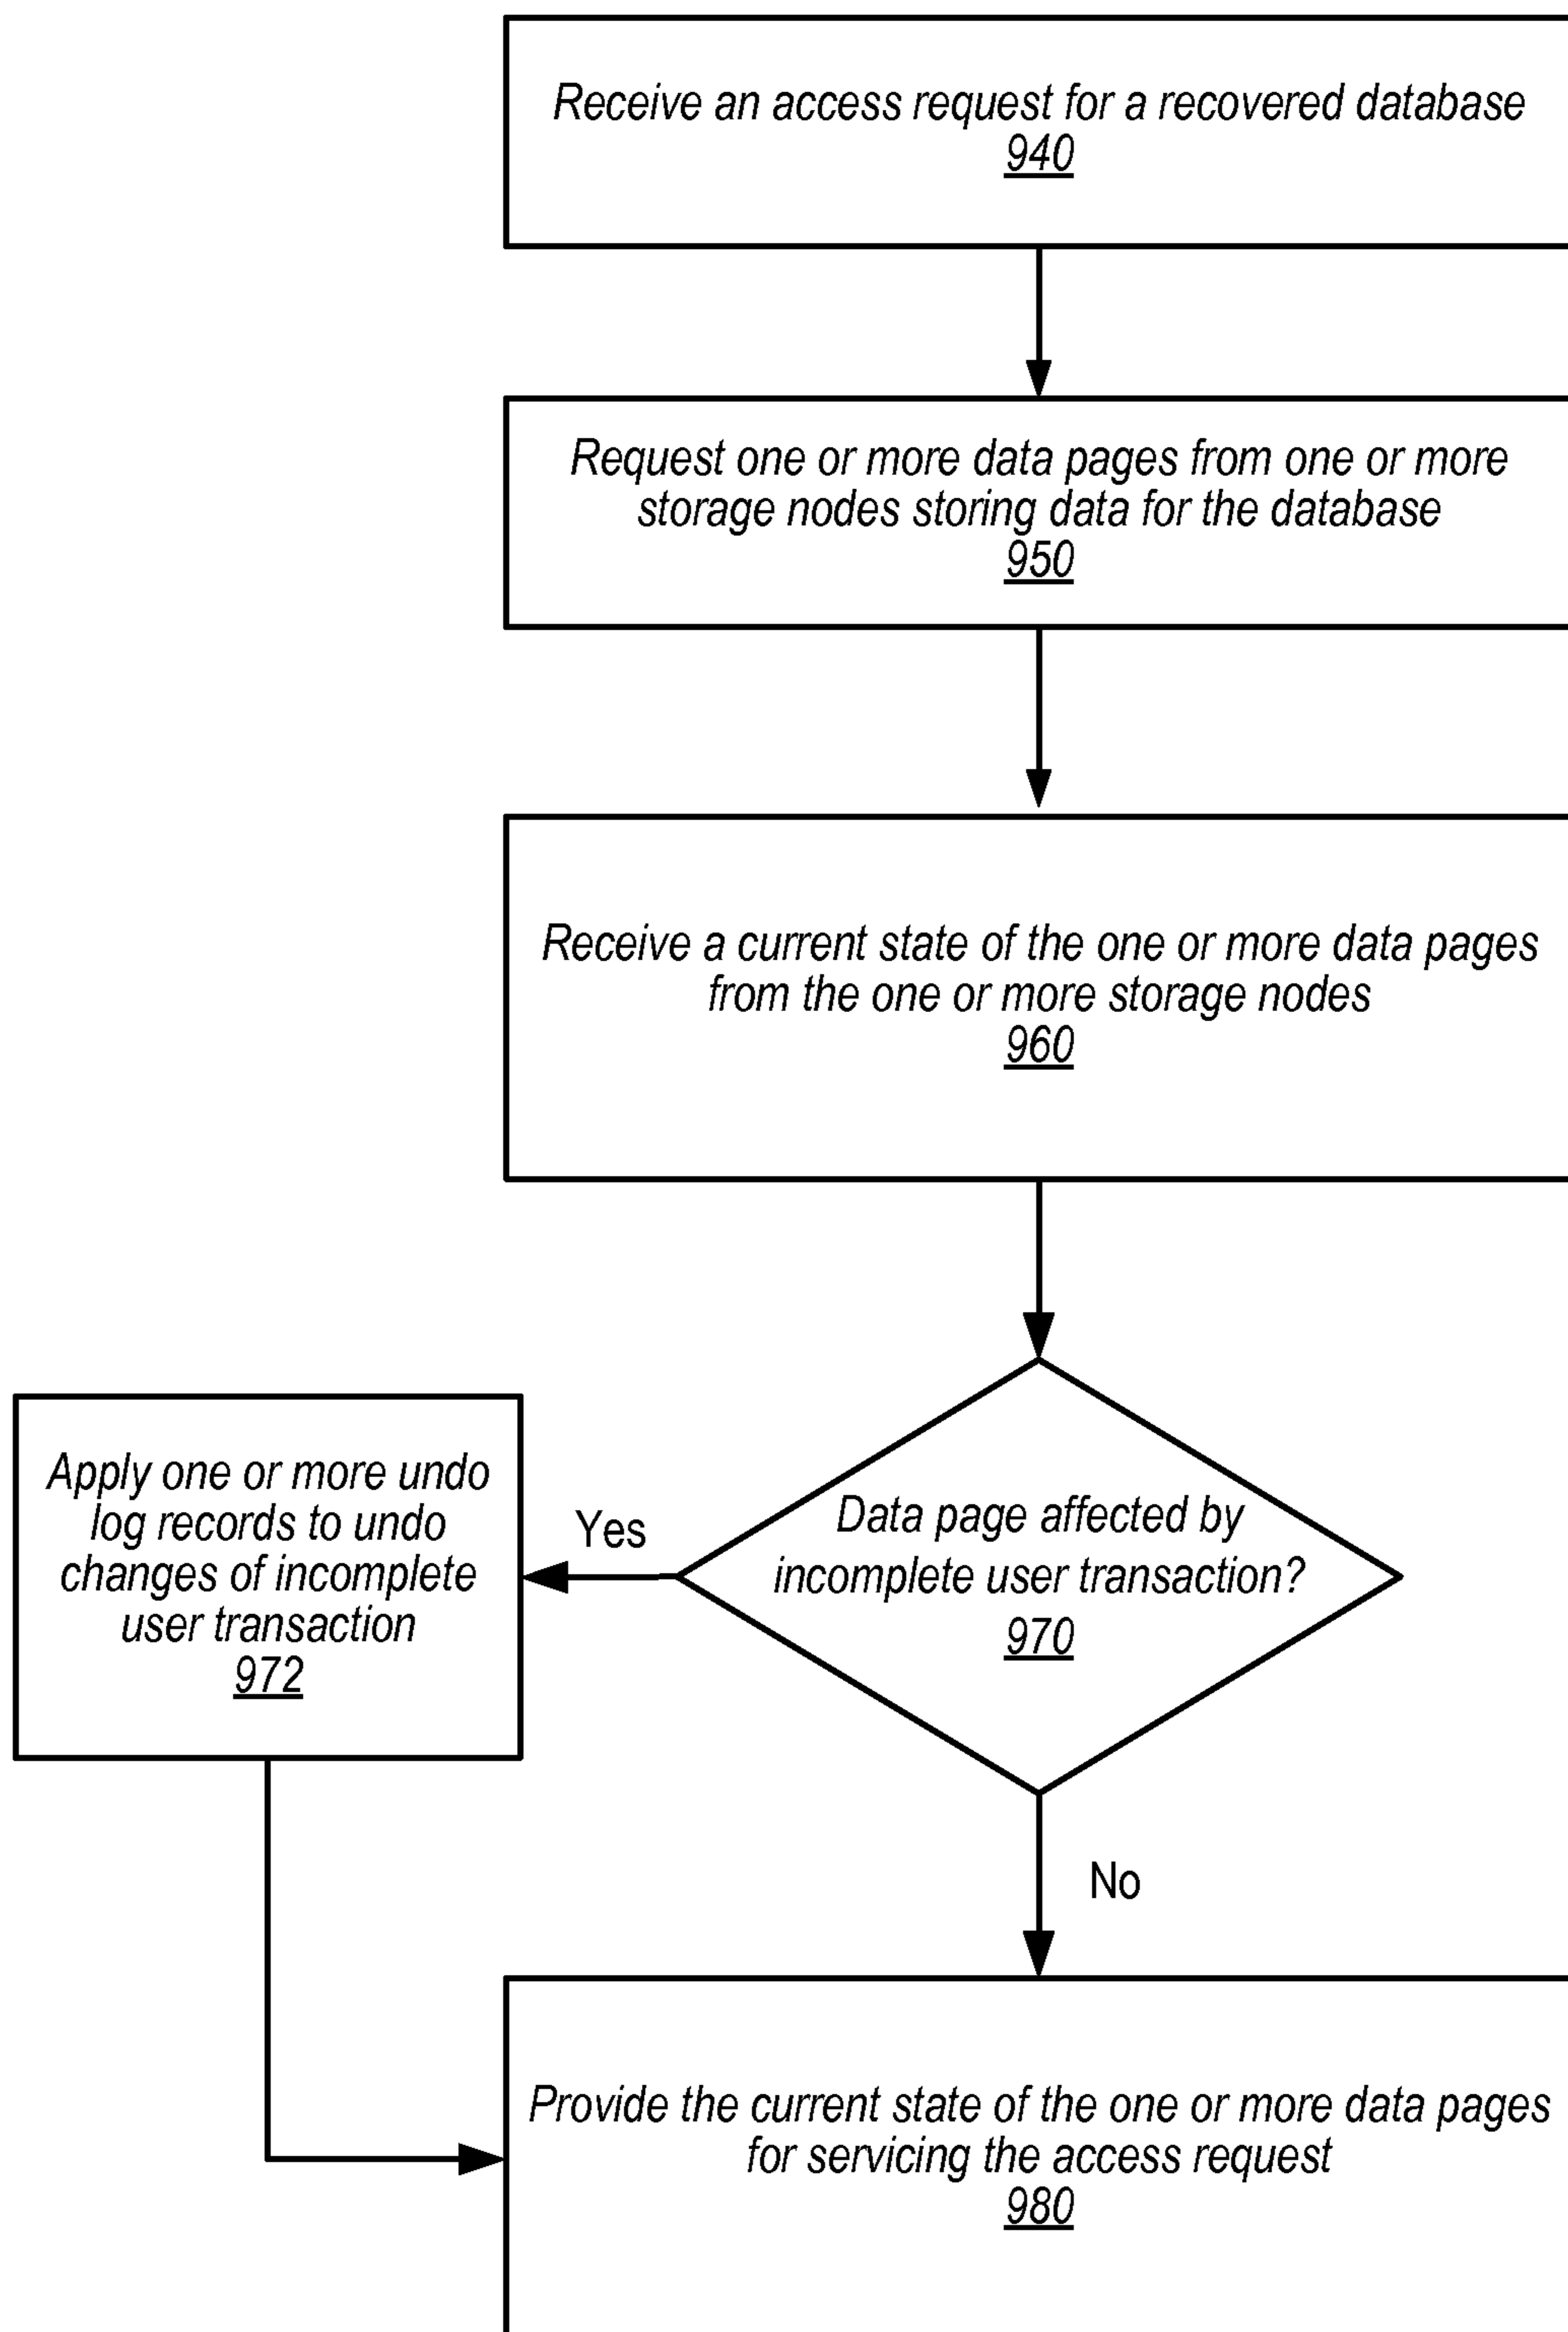 Receive an access request for a recovered database
940
Request one or more data pages from one or more
storage nodes storing data for the database
950
Receive a current state of the one or more data pages
from the one or more storage nodes
960
Data page affected by
incomplete user transaction?
970
Yes
Apply one or more undo
log records to undo
changes of incomplete
user transaction
972
No
Provide the current state of the one or more data pages
for servicing the access request
980